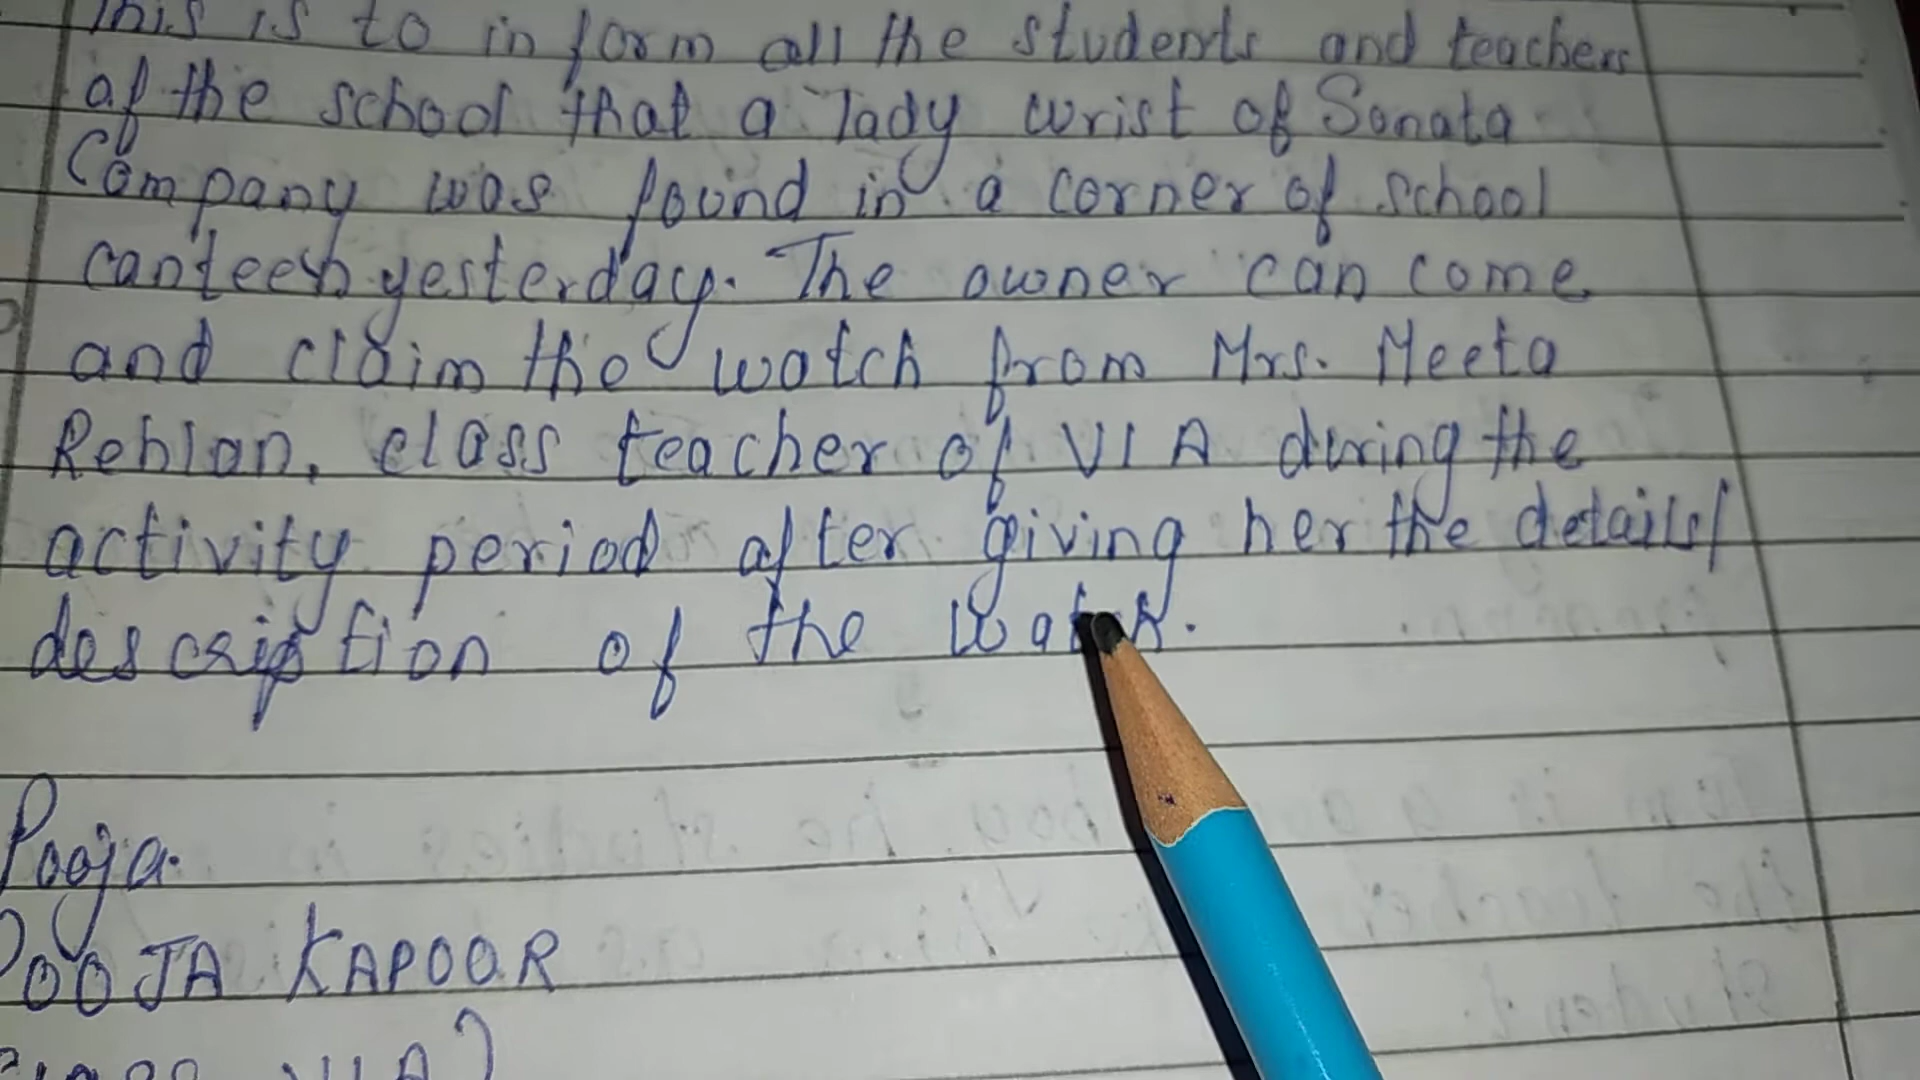 This is to inform all the students and teachers
of the school that a lady wrist of Sonata
Company was found in a corner of school
canteen yesterday. The owner can come
and claim the watch from Mrs. Meeta
Rehlan, class teacher of VI A during the
activity period after giving her the details/
description of the watch.
Pooja
POOJA KAPOOR